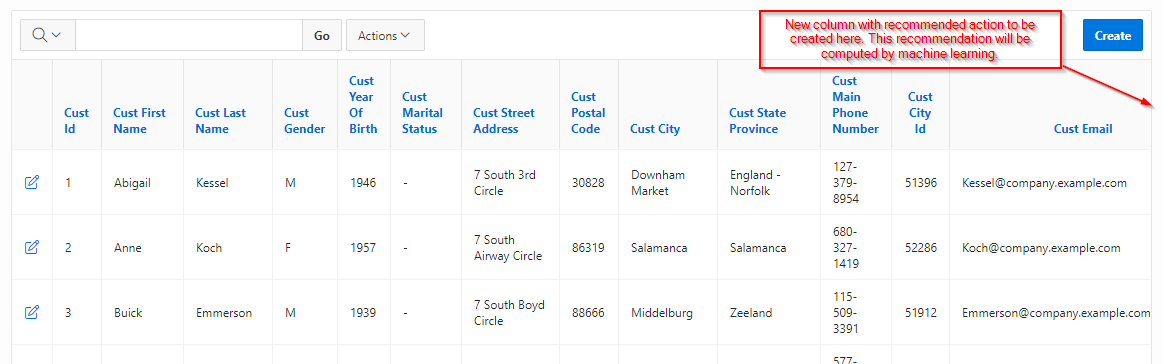 New column with recommended action to be
created here. This recommendation will be
computed by machine learning.
Go
Actions
Create
Cust
Id
Cust First
Name
Cust Last
Name
Cust
Gender
Cust
Year
Of
Birth
Cust
Marital
Status
Cust Street
Address
Cust
Postal
Code
Cust City
Cust State
Province
Cust
Main
Phone
Number
Cust
City
Id
Cust Email
1
Abigail
Kessel
M
1946
-
7 South 3rd
Circle
30828
Downham
Market
England -
Norfolk
127-
379-
8954
51396
Kessel@company.example.com
2
Anne
Koch
F
1957
-
7 South
Airway Circle
86319
Salamanca
Salamanca
680-
327-
1419
52286
Koch@company.example.com
3
Buick
Emmerson
M
1939
-
7 South Boyd
Circle
88666
Middelburg
Zeeland
115-
509-
3391
51912
Emmerson@company.example.com
577-